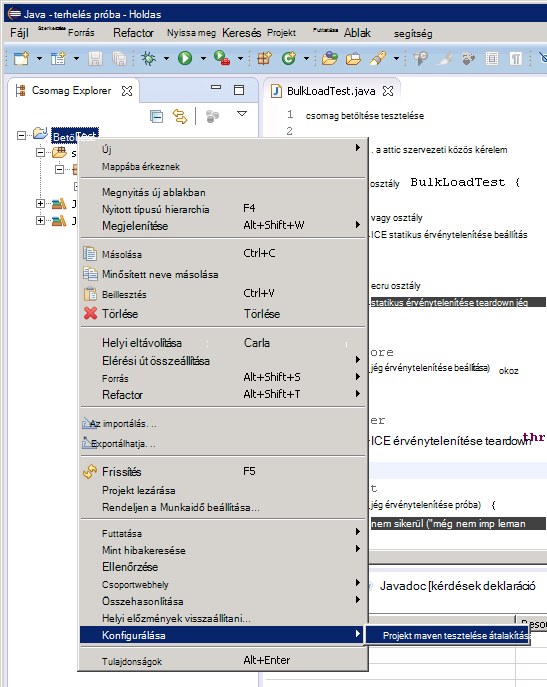 Java - terhelés próba - Holdas
Fájl Szerkesztése Forrás Refactor Nyissa meg Keresés Projekt Futtatása Ablak segítség
Csomag Explorer
BulkLoadTest.java
1 csomag betöltése tesztelése
2
Új
. a attic szervezeti közös kérelem
Mappába érkeznek
osztály BulkLoadTest {
Megnyitás új ablakban
Nyitott típusú hierarchia F4
vagy osztály
Megjelenítése Alt+Shift+W
ICE statikus érvénytelenítése beállítás
Másolása Ctrl+C
Minősített neve másolása
ecru osztály
Beillesztés Ctrl+V
statikus érvénytelenítése teardown jég
Törlése Törlése
Helyi eltávolítása Carla
ore
Elérési út összeállítása
jég érvénytelenítése beállítása) okoz
Forrás Alt+Shift+S
Refactor Alt+Shift+T
er
Az importálás. ..
ICE érvénytelenítése teardown thr
Exportálhatja. ..
Frissítés F5
Projekt lezárása
t
Rendeljen a Munkaidő beállítása...
jég érvénytelenítése próba) {
nem sikerül ("még nem imp leman
Futtatása
Mint hibakeresése
Ellenőrzése
Csoportwebhely
Javadoc [kérdések deklaráció
Összehasonlítása
Helyi előzmények visszaállítani...
Resou
Konfigurálása
Projekt maven tesztelése átalakítás
Tulajdonságok Alt+Enter